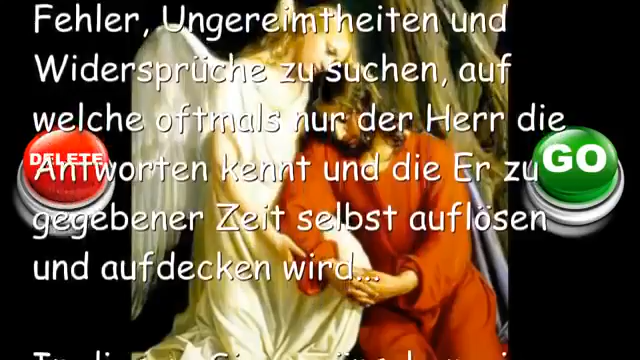 Fehler, Ungereimtheiten und
Widersprüche zu suchen, auf
welche oftmals nur der Herr die
DELETE
Antworten kennt und die Er zu
GO
gegebener Zeit selbst auflösen
und aufdecken wird...